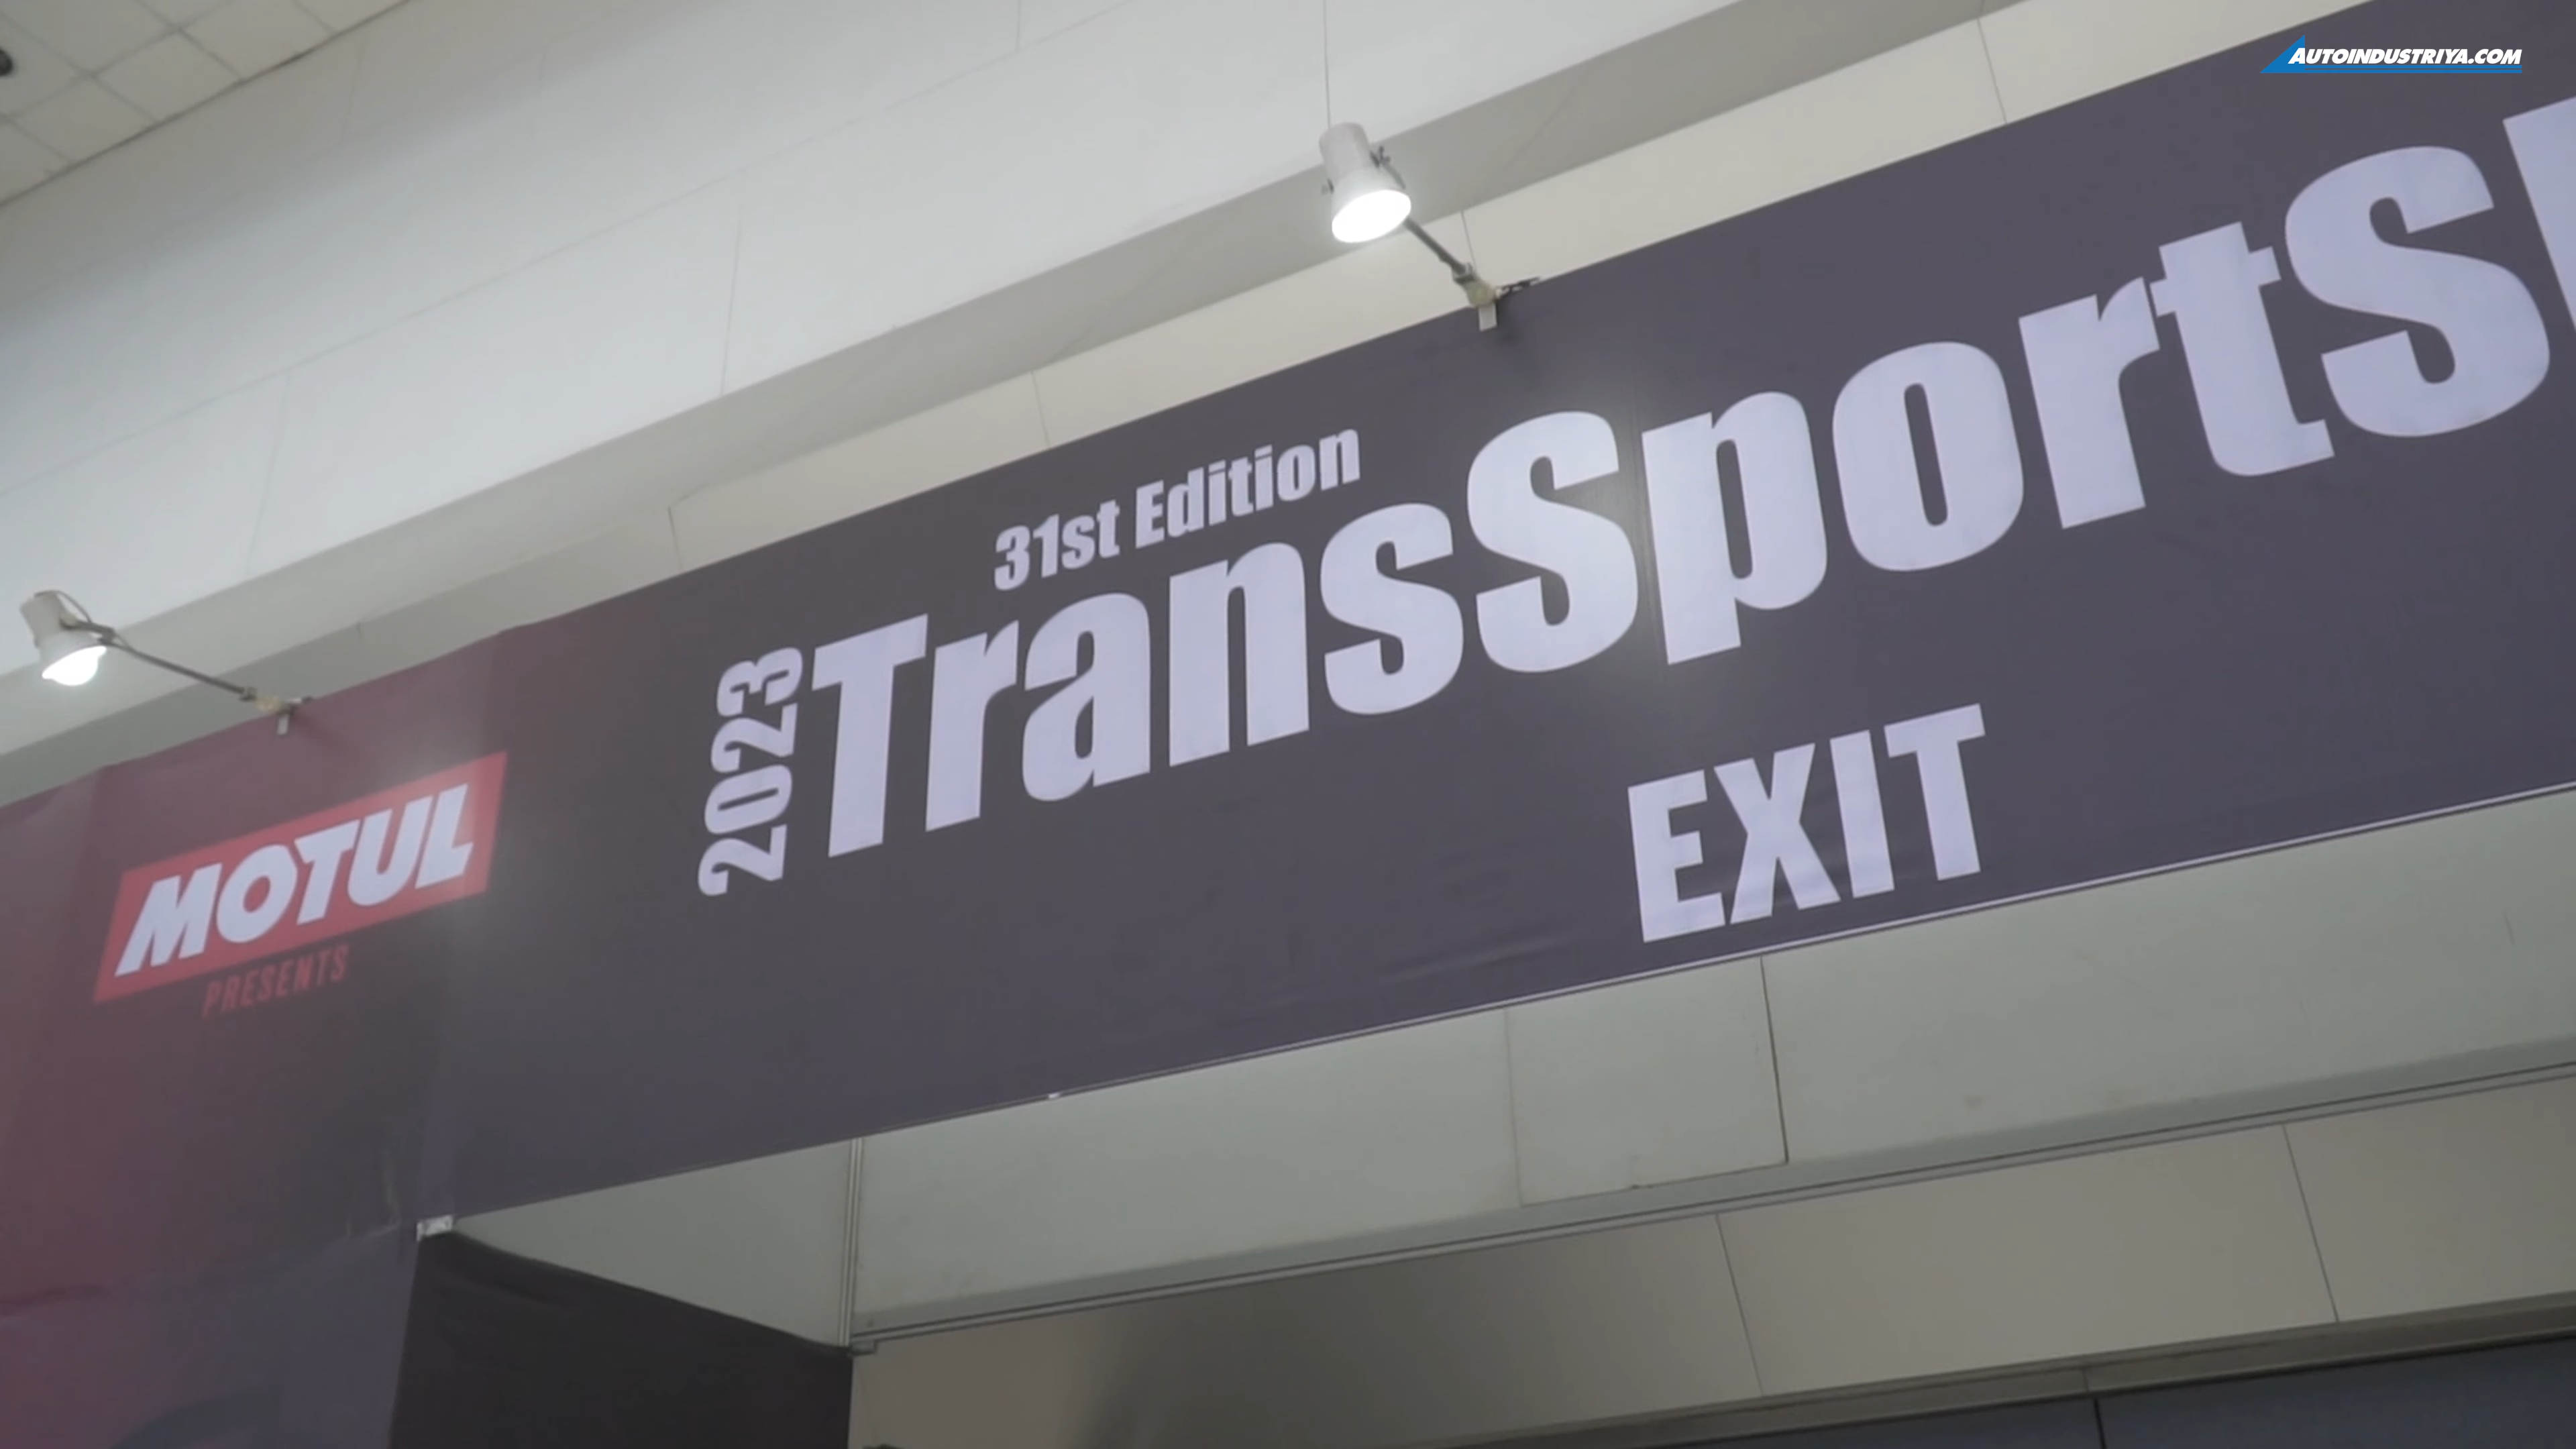 AUTOINDUSTRIYA.COM
31st Edition
2023
TransSportS
MOTUL
PRESENTS
EXIT